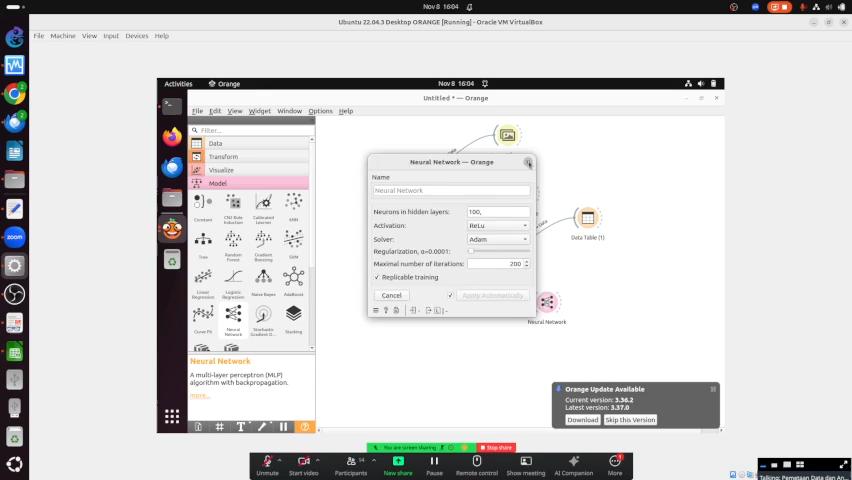 Nov 8 16:04
Ubuntu 22.04.3 Desktop ORANGE [Running] - Oracle VM VirtualBox
File Machine View Input Devices Help
Activities Orange Nov 8 16:04
Untitled * — Orange
File Edit View Widget Window Options Help
Filter...
Data
Transform
Visualize
Model
Constant CN2 Rule Induction Calibrated Learner kNN
Tree Random Forest Gradient Boosting SVM
Linear Regression Logistic Regression Naive Bayes AdaBoost
Curve Fit Neural Network Stochastic Gradient D... Stacking
Neural Network
A multi-layer perceptron (MLP)
algorithm with backpropagation.
more...
Neural Network — Orange
Name
Neural Network
Neurons in hidden layers: 100,
Activation: ReLu
Solver: Adam
Regularization, α=0.0001:
Maximal number of iterations: 200
Replicable training
Cancel Apply Automatically
Data Table (1)
Neural Network
Orange Update Available
Current version: 3.36.2
Latest version: 3.37.0
Download Skip this Version
You are screen sharing Stop share
Unmute Start video Participants 14 New share Pause Remote control Show meeting AI Companion More
Talking: Pemetaan Data dan An...